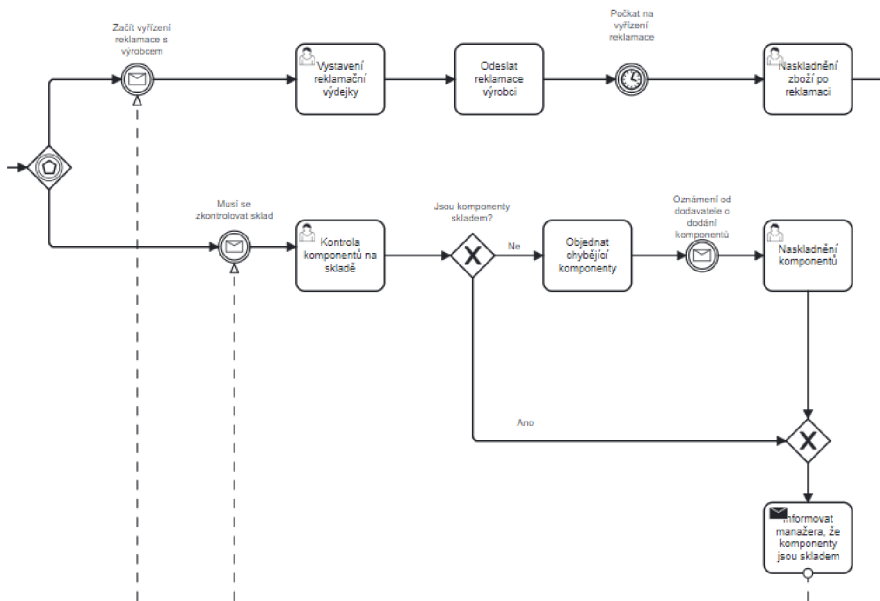 Začít vyřízení
reklamace s
výrobcem
Vystavení
reklamační
výdejky
Odeslat
reklamace
výrobci
Počkat na
vyřízení
reklamace
Naskladnění
zboží po
reklamaci
Musí se
zkontrolovat sklad
Kontrola
komponentů na
skladě
Jsou komponenty
skladem?
Ne
Objednat
chybějící
komponenty
Oznámení od
dodavatele o
dodání
komponentů
Naskladnění
komponentů
Ano
Informovat
manažera, že
komponenty
jsou skladem